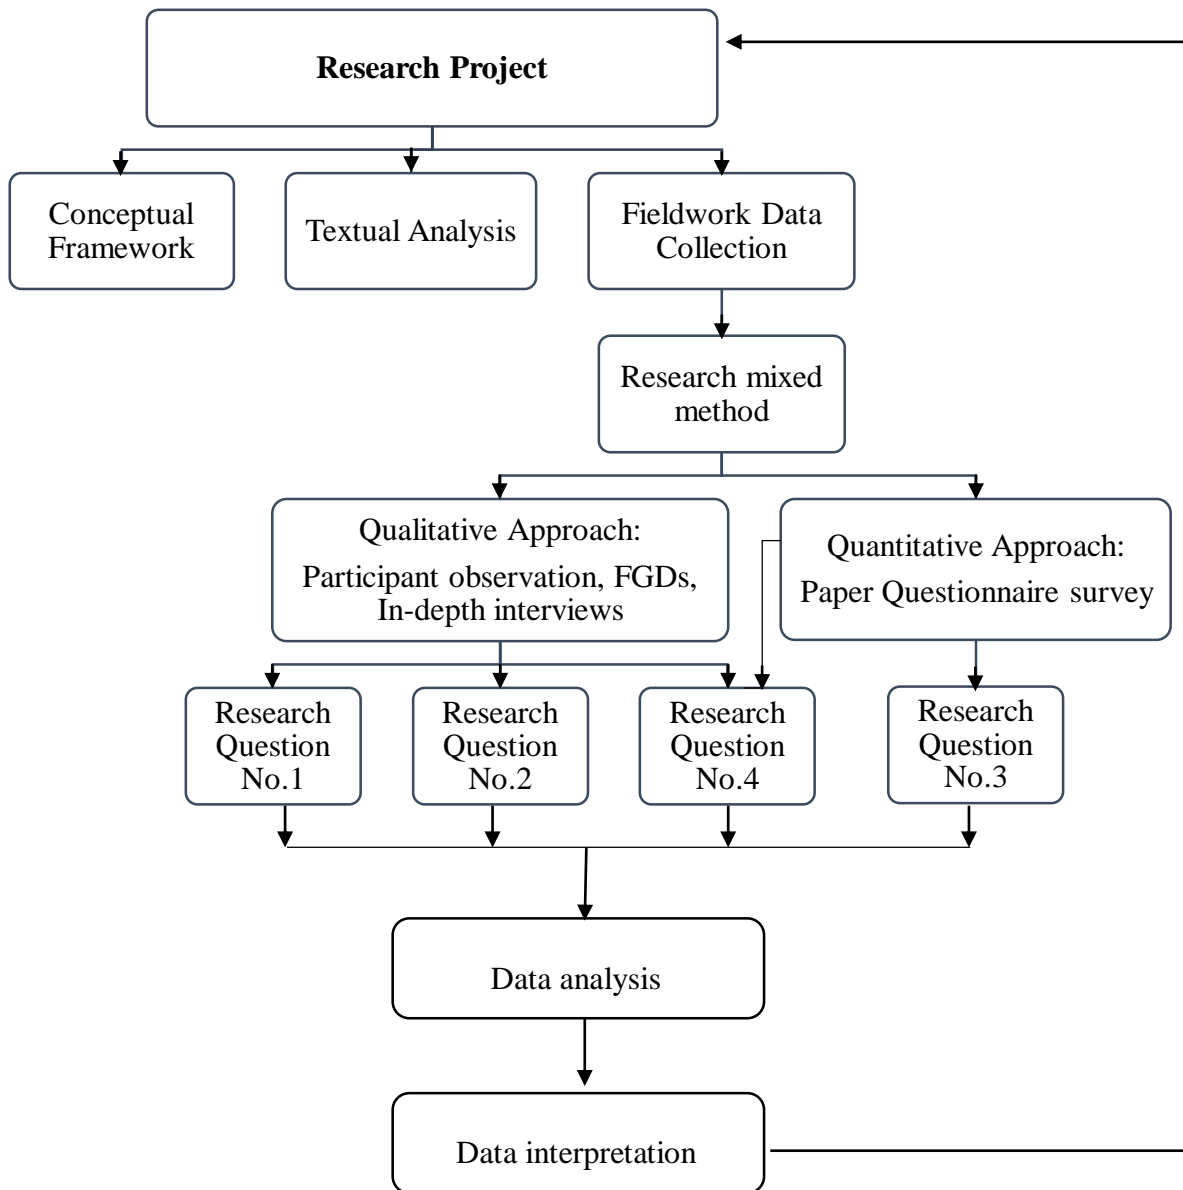 Research Project
Conceptual
Framework
Textual Analysis
Fieldwork Data
Collection
Research mixed
method
Qualitative Approach:
Participant observation, FGDs,
In-depth interviews
Quantitative Approach:
Paper Questionnaire survey
Research
Question
No.1
Research
Question
No.2
Research
Question
No.4
Research
Question
No.3
Data analysis
Data interpretation